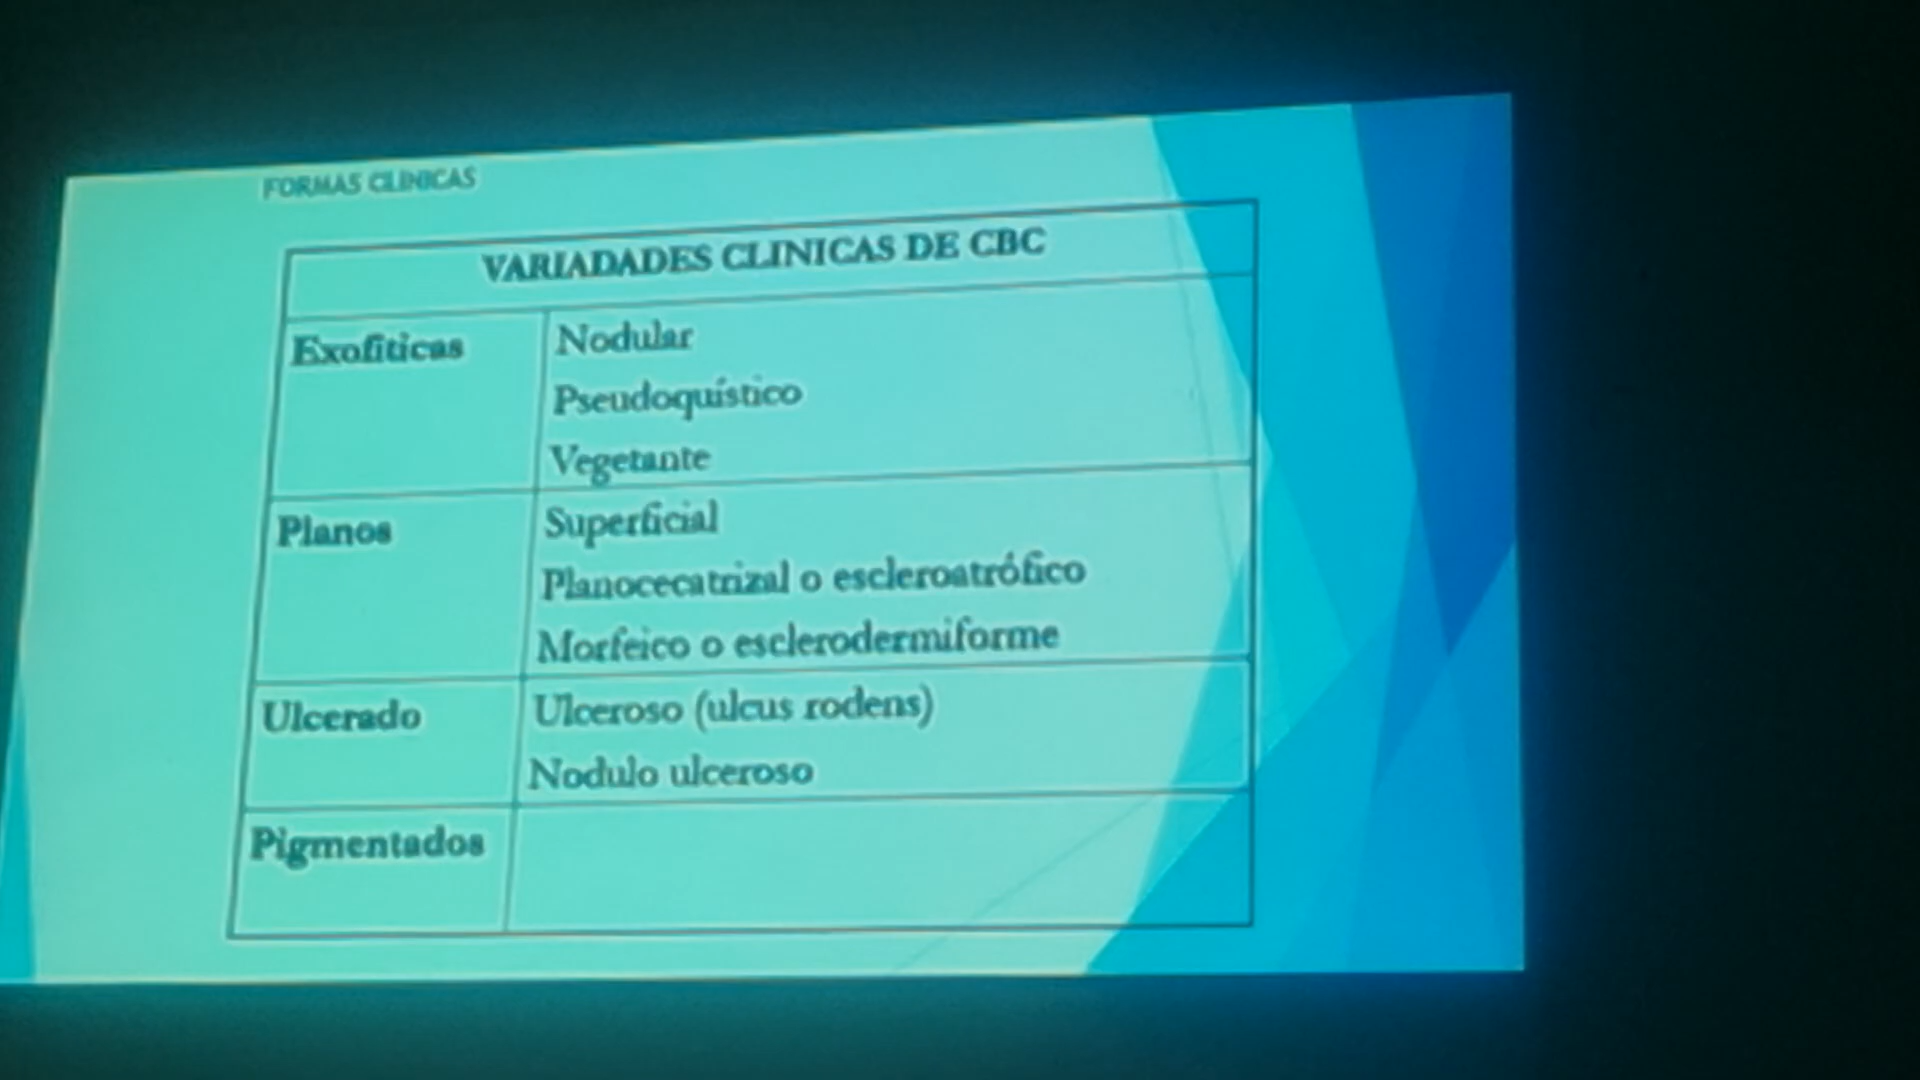 FORMAS CLINICAS
VARIADADES CLINICAS DE CBC
Exofiticas
Nodular
Pseudoquístico
Vegetante
Planos
Superficial
Planocecatrizal o escleroatrófico
Morfeico o esclerodermiforme
Ulcerado
Ulceroso (ulcus rodens)
Nodulo ulceroso
Pigmentados